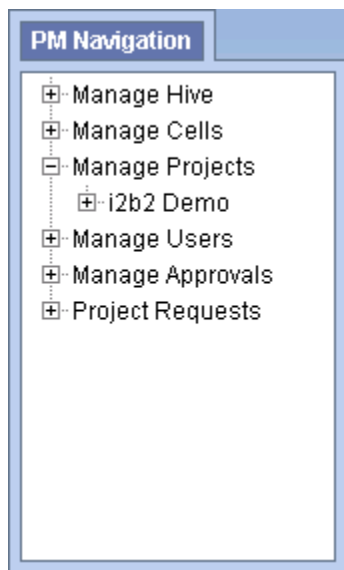 PM Navigation
Manage Hive
Manage Cells
Manage Projects
i2b2 Demo
Manage Users
Manage Approvals
Project Requests